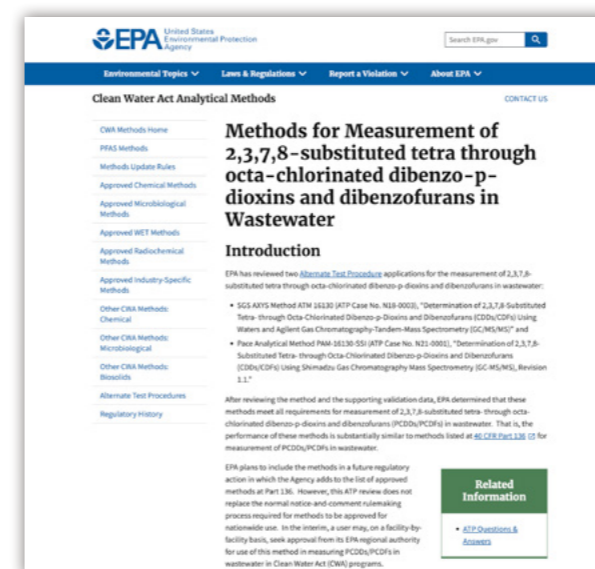 EPA United States
Environmental Protection
Agency
Search EPA.gov
Environmental Topics
Laws & Regulations
Report a Violation
About EPA
Clean Water Act Analytical Methods
CONTACT US
CWA Methods Home
PFAS Methods
Methods Update Rules
Approved Chemical Methods
Approved Microbiological
Methods
Approved WET Methods
Approved Radiochemical
Methods
Approved Industry-Specific
Methods
Other CWA Methods:
Chemical
Other CWA Methods:
Microbiological
Other CWA Methods:
Biosolids
Alternate Test Procedures
Regulatory History
Methods for Measurement of
2,3,7,8-substituted tetra through
octa-chlorinated dibenzo-p-
dioxins and dibenzofurans in
Wastewater
Introduction
EPA has reviewed two Alternate Test Procedure applications for the measurement of 2,3,7,8-
substituted tetra through octa-chlorinated dibenzo-p-dioxins and dibenzofurans in wastewater:
• SGS AXYS Method ATM 16130 (ATP Case No. N18-0003), "Determination of 2,3,7,8-Substituted
Tetra- through Octa-Chlorinated Dibenzo-p-Dioxins and Dibenzofurans (CDDs/CDFs) Using
Waters and Agilent Gas Chromatography-Tandem-Mass Spectrometry (GC/MS/MS)" and
• Pace Analytical Method PAM-16130-SSI (ATP Case No. N21-0001), "Determination of 2,3,7,8-
Substituted Tetra- through Octa-Chlorinated Dibenzo-p-Dioxins and Dibenzofurans
(CDDs/CDFs) Using Shimadzu Gas Chromatography Mass Spectrometry (GC-MS/MS), Revision
1.1."
After reviewing the method and the supporting validation data, EPA determined that these
methods meet all requirements for measurement of 2,3,7,8-substituted tetra- through octa-
chlorinated dibenzo-p-dioxins and dibenzofurans (PCDDs/PCDFs) in wastewater. That is, the
performance of these methods is substantially similar to methods listed at 40 CFR Part 136 for
measurement of PCDDs/PCDFs in wastewater.
EPA plans to include the methods in a future regulatory
action in which the Agency adds to the list of approved
methods at Part 136. However, this ATP review does not
replace the normal notice-and-comment rulemaking
process required for methods to be approved for
nationwide use. In the interim, a user may, on a facility-by-
facility basis, seek approval from its EPA regional authority
for use of this method in measuring PCDDs/PCDFs in
wastewater in Clean Water Act (CWA) programs.
Related
Information
• ATP Questions &
Answers